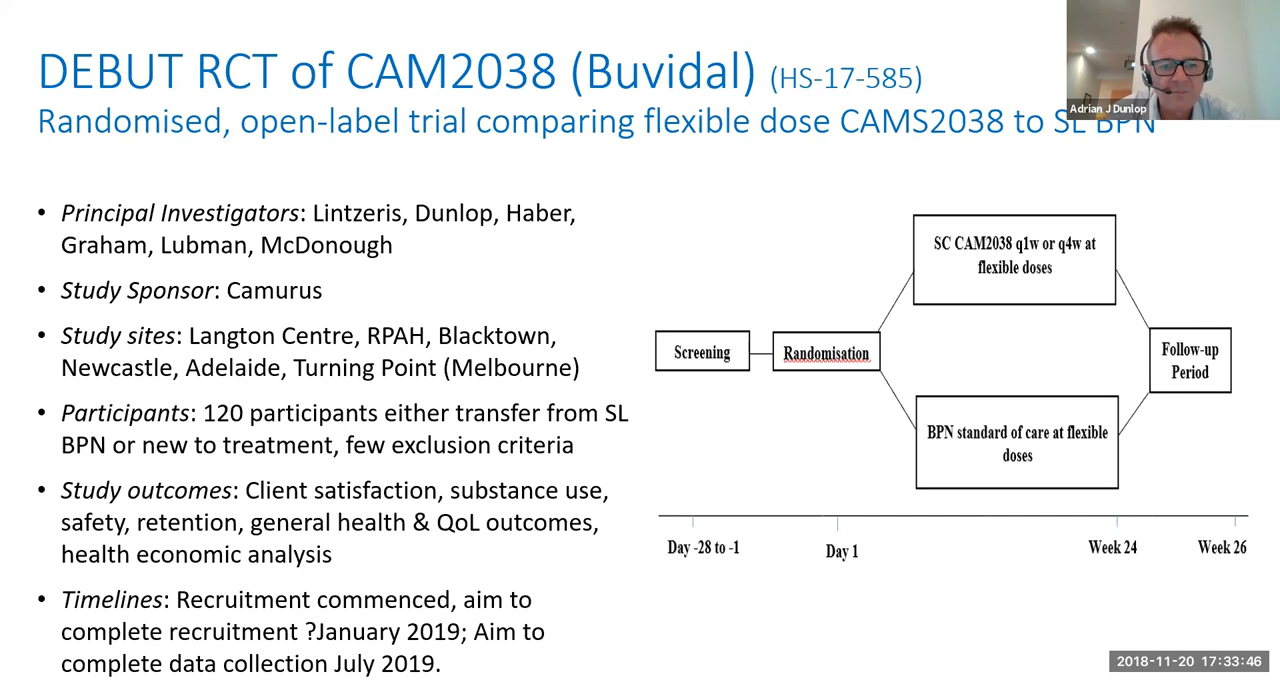 DEBUT RCT of CAM2038 (Buvidal) (HS-17-585)
Randomised, open-label trial comparing flexible dose CAMS2038 to SL BPN
Adrian J Dunlop
• Principal Investigators: Lintzeris, Dunlop, Haber,
Graham, Lubman, McDonough
• Study Sponsor: Camurus
• Study sites: Langton Centre, RPAH, Blacktown,
Newcastle, Adelaide, Turning Point (Melbourne)
• Participants: 120 participants either transfer from SL
BPN or new to treatment, few exclusion criteria
• Study outcomes: Client satisfaction, substance use,
safety, retention, general health & QoL outcomes,
health economic analysis
• Timelines: Recruitment commenced, aim to
complete recruitment ?January 2019; Aim to
complete data collection July 2019.
Screening
Randomisation
SC CAM2038 q1w or q4w at
flexible doses
BPN standard of care at flexible
doses
Follow-up
Period
Day -28 to -1
Day 1
Week 24
Week 26
2018-11-20 17:33:46